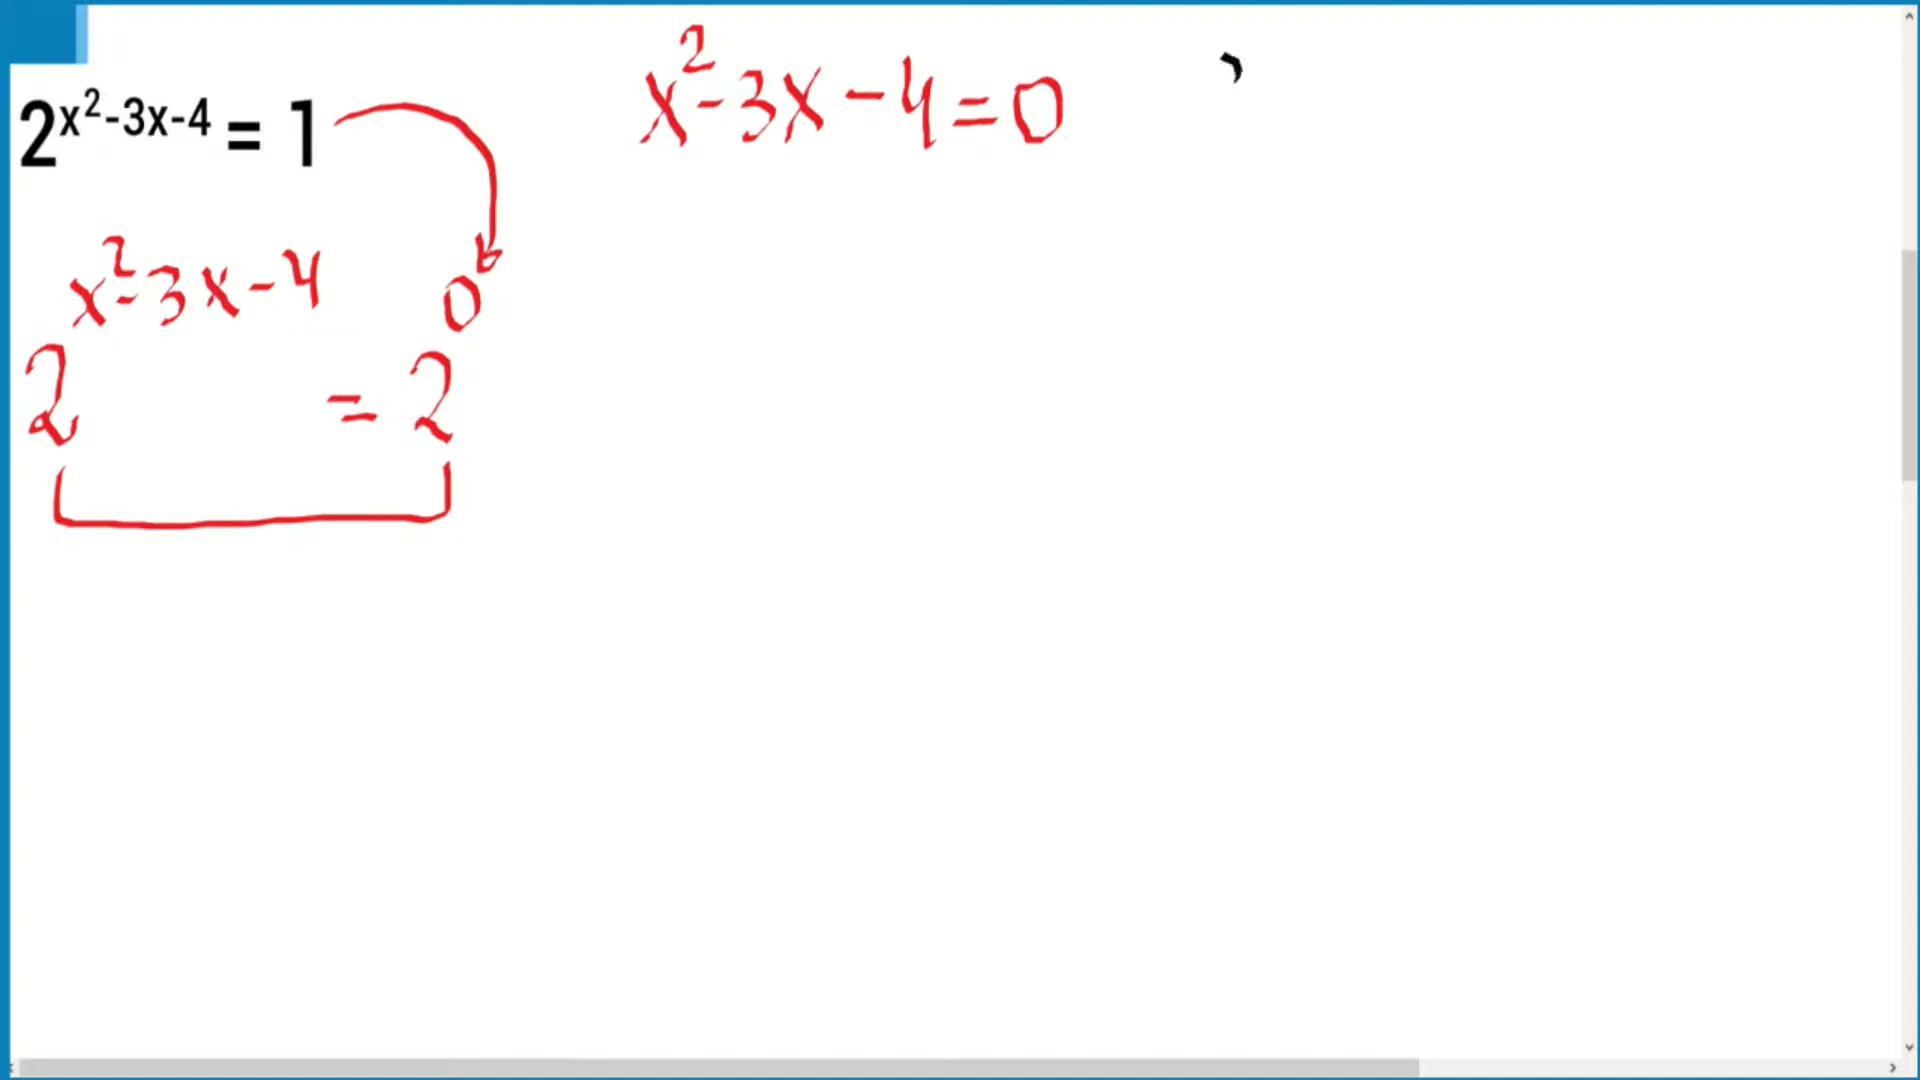 2^{x²-3x-4} = 1
x²-3x-4=0
2^{x²-3x-4} = 2^0